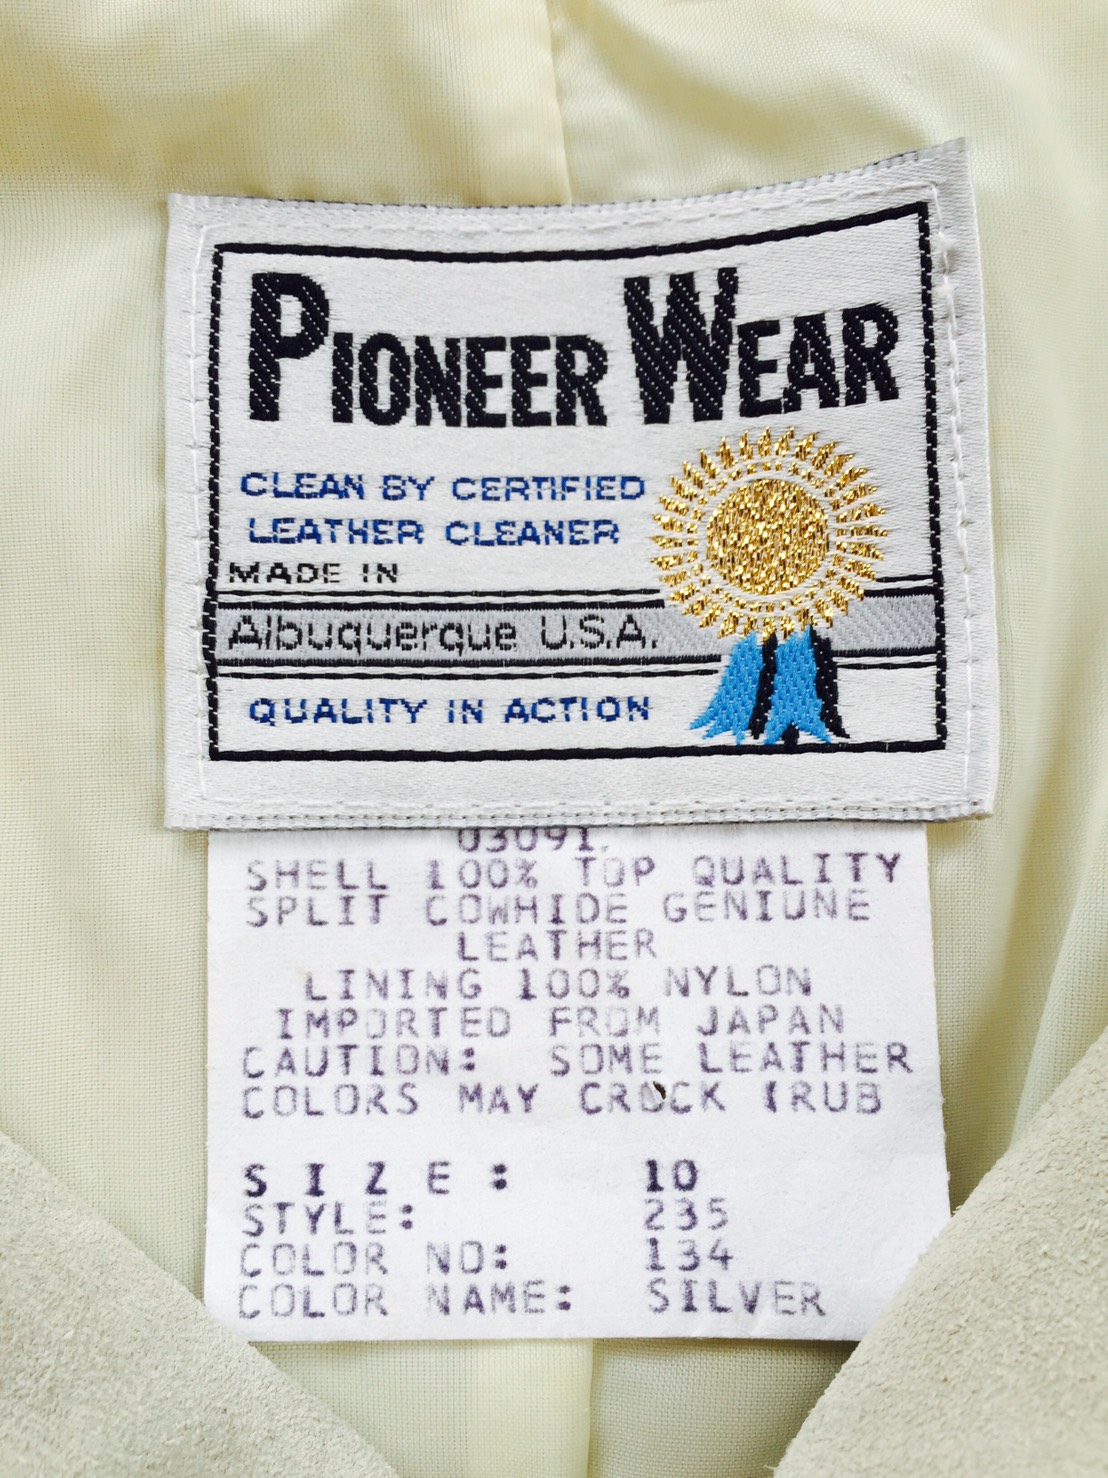 PIONEER WEAR
CLEAN BY CERTIFIED
LEATHER CLEANER
MADE IN
Albuquerque U.S.A.
QUALITY IN ACTION
03091.
SHELL 100% TOP QUALITY
SPLIT COWHIDE GENIUNE
LEATHER
LINING 100% NYLON
IMPORTED FROM JAPAN
CAUTION: SOME LEATHER
COLORS MAY CROCK (RUB
SIZE: 10
STYLE: 235
COLOR NO: 134
COLOR NAME: SILVER